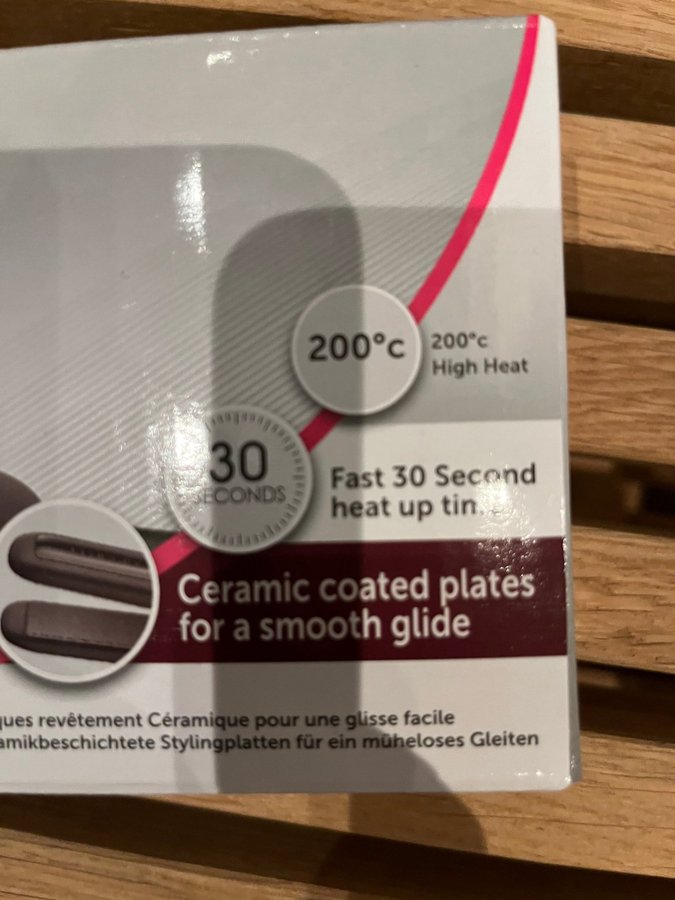 200°c
200°c
High Heat
30
SECONDS
Fast 30 Second
heat up
Ceramic coated plates
for a smooth glide
revêtement Céramique pour une glisse facile
Stylingplatten für ein müheloses Gleiten